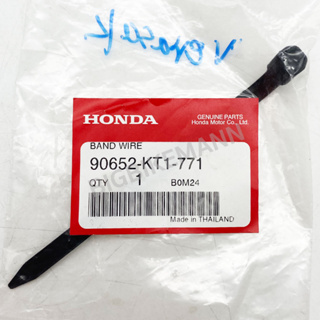 HONDA
GENUINE PARTS
Honda Motor Co., Ltd.
BAND WIRE
90652-KT1-771
QTY 1 B0M24
Made in THAILAND